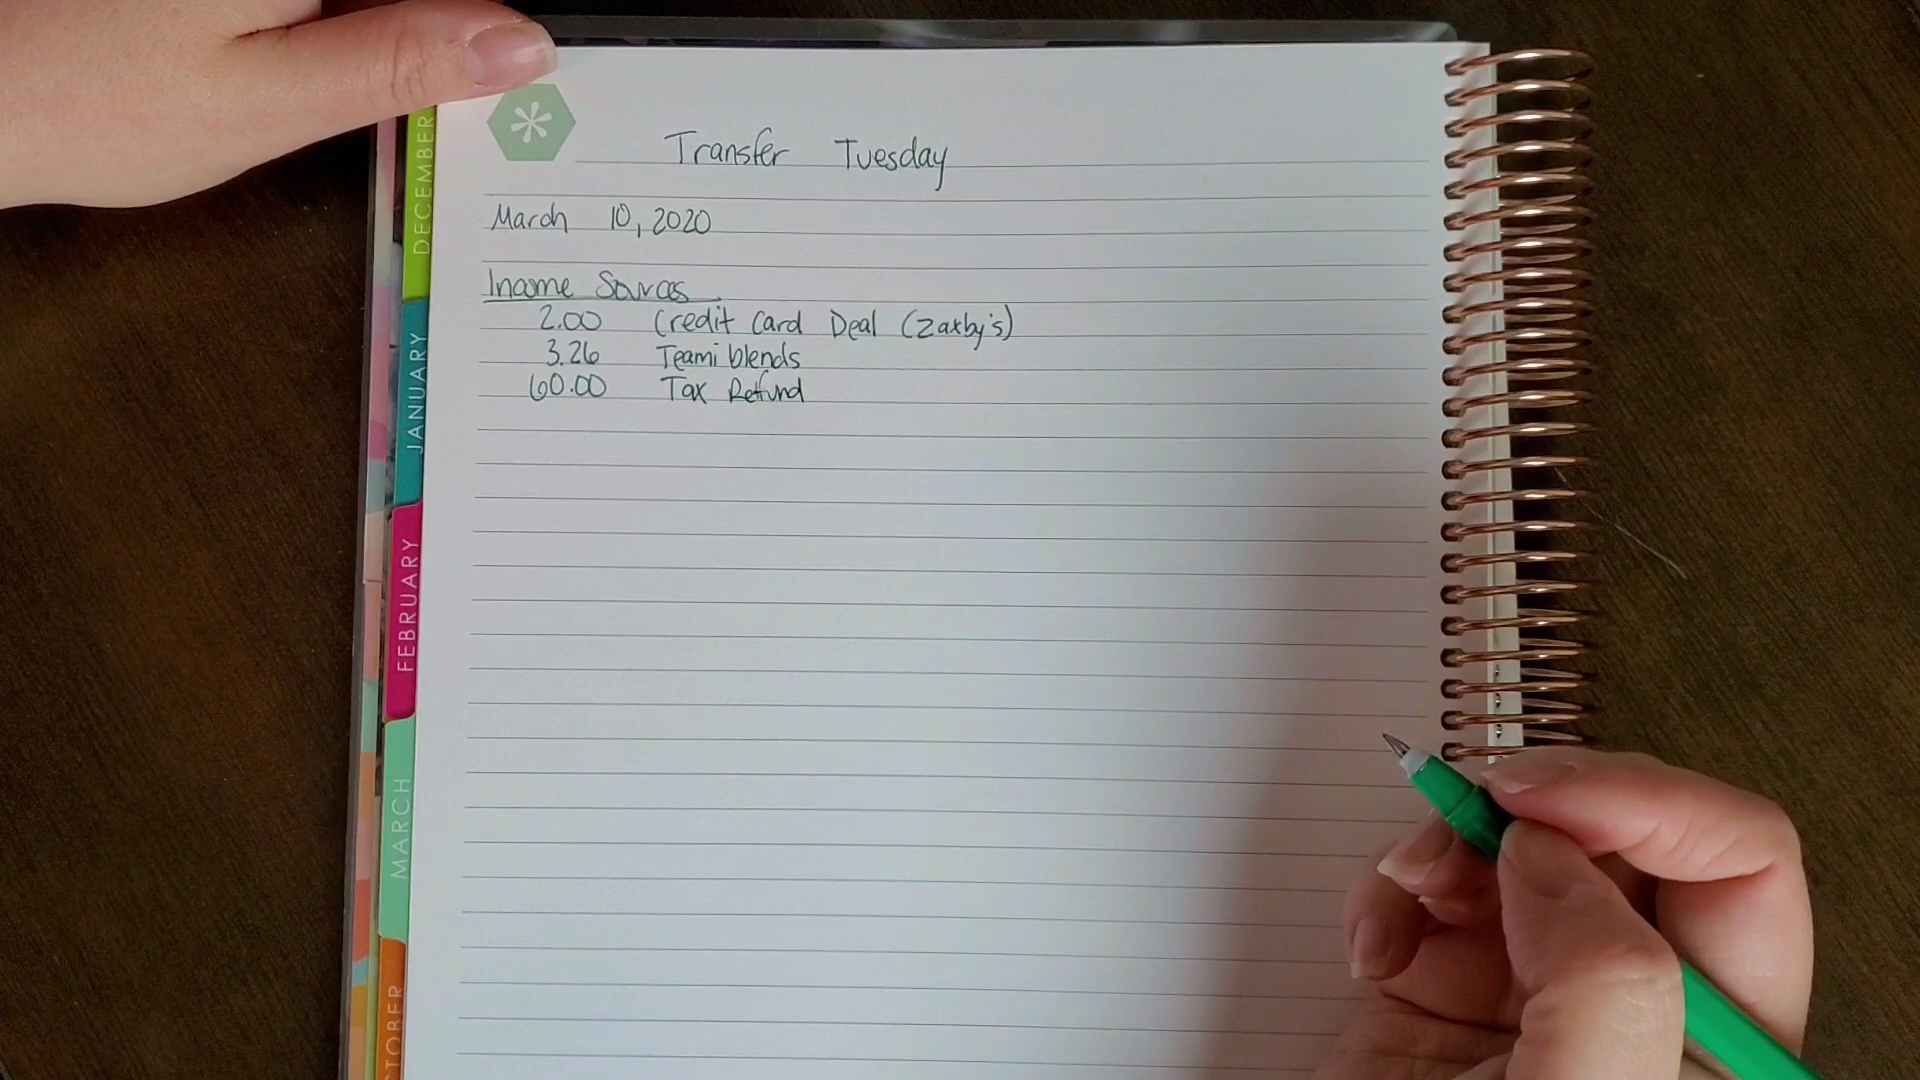 Transfer Tuesday
March 10, 2020
Income Sources
2.00 Credit Card Deal (Zaxby's)
3.26 Teami blends
60.00 Tax Refund
DECEMBER
JANUARY
FEBRUARY
MARCH
TOBER